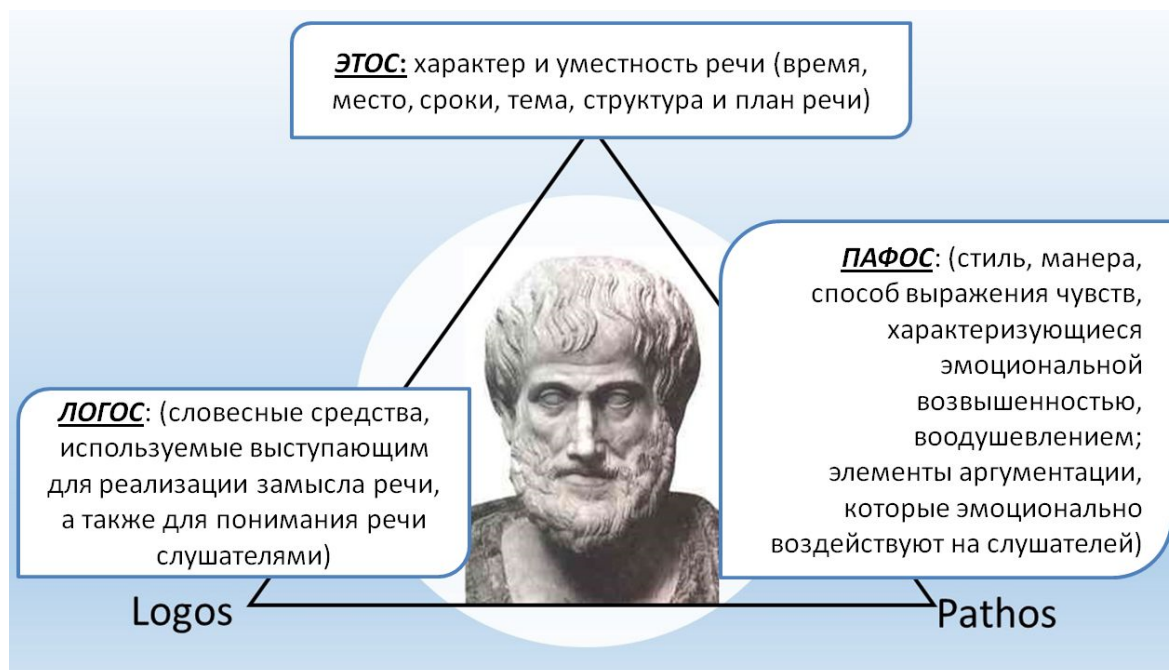 ЭТОС: характер и уместность речи (время,
место, сроки, тема, структура и план речи)
ПАФОС: (стиль, манера,
способ выражения чувств,
характеризующиеся
эмоциональной
возвышенностью,
воодушевлением;
элементы аргументации,
которые эмоционально
воздействуют на слушателей)
ЛОГОС: (словесные средства,
используемые выступающим
для реализации замысла речи,
а также для понимания речи
слушателями)
Logos
Pathos